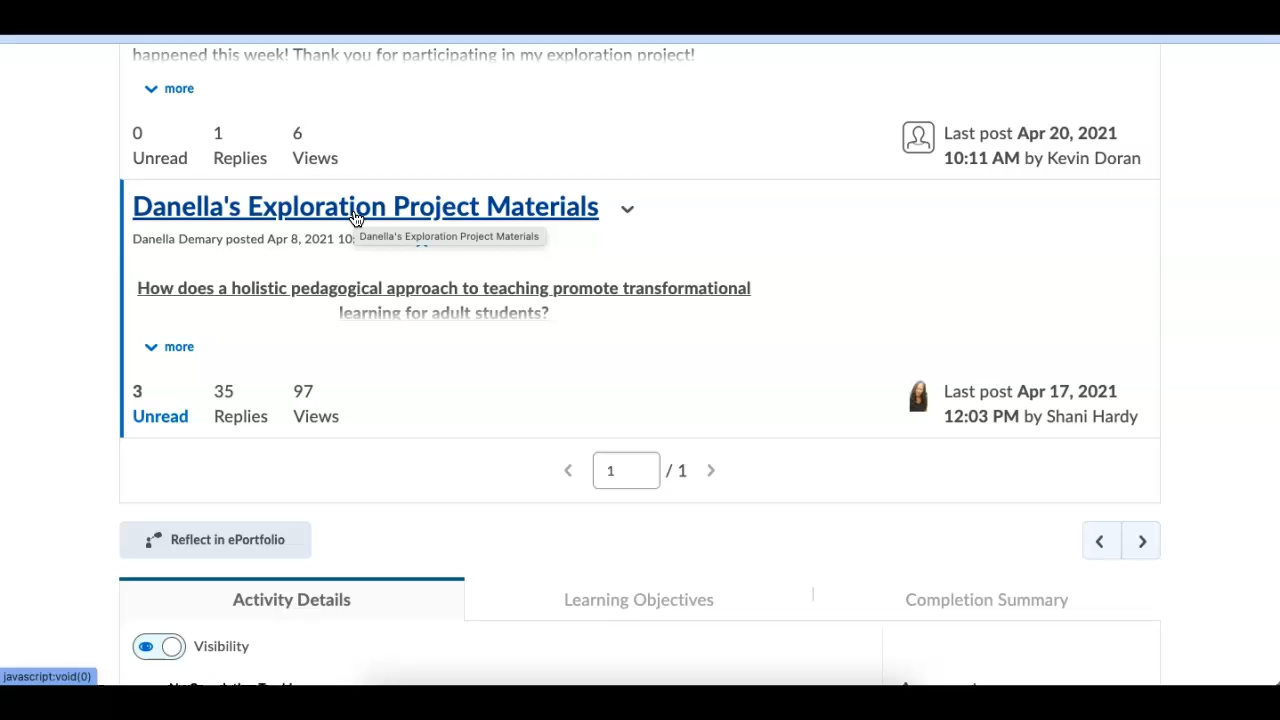 happened this week! Thank you for participating in my exploration project!
more
0 1 6
Unread Replies Views
Last post Apr 20, 2021
10:11 AM by Kevin Doran
Danella's Exploration Project Materials
Danella Demary posted Apr 8, 2021 10:
Danella's Exploration Project Materials
How does a holistic pedagogical approach to teaching promote transformational
learning for adult students?
more
3 35 97
Unread Replies Views
Last post Apr 17, 2021
12:03 PM by Shani Hardy
1 / 1
Reflect in ePortfolio
Activity Details Learning Objectives Completion Summary
Visibility
javascript:void(0)